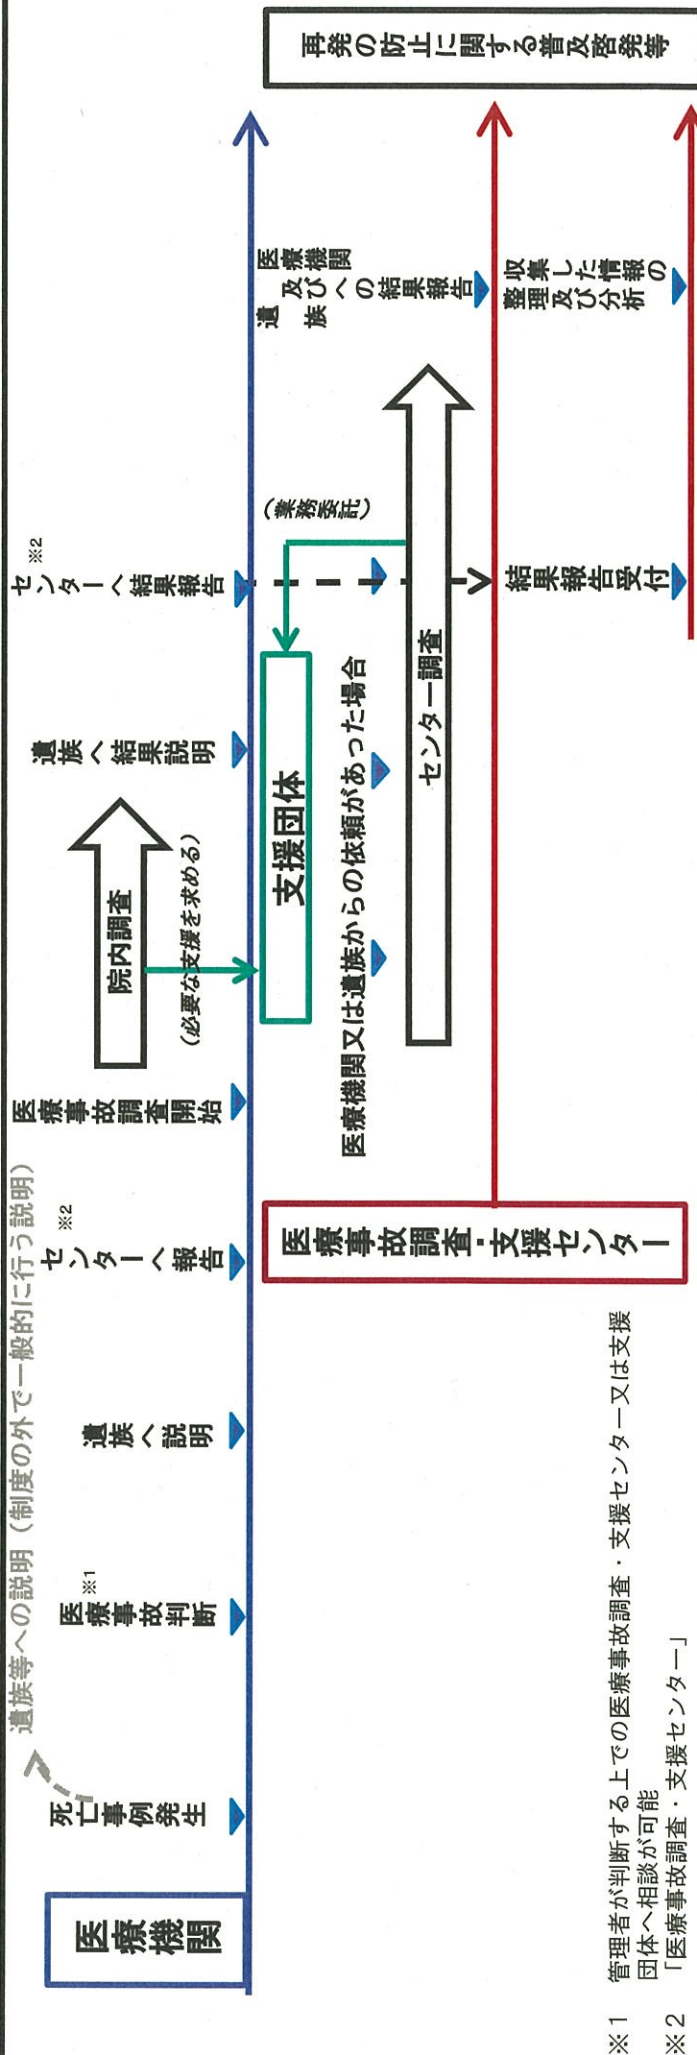 遺族等への説明（制度の外で一般的に行う説明）
医療機関
死亡事例発生
医療事故判断
※1
遺族へ説明
センターへ報告
※2
医療事故調査開始
院内調査
（必要な支援を求める）
遺族へ結果説明
センターへ結果報告
※2
支援団体
（業務委託）
医療機関又は遺族からの依頼があった場合
センター調査
医療機関
及びへの結果報告
遺族
医療事故調査・支援センター
結果報告受付
収集した情報の
整理及び分析
再発の防止に関する普及啓発等
※1 管理者が判断する上での医療事故調査・支援センター又は支援
団体へ相談が可能
※2 「医療事故調査・支援センター」